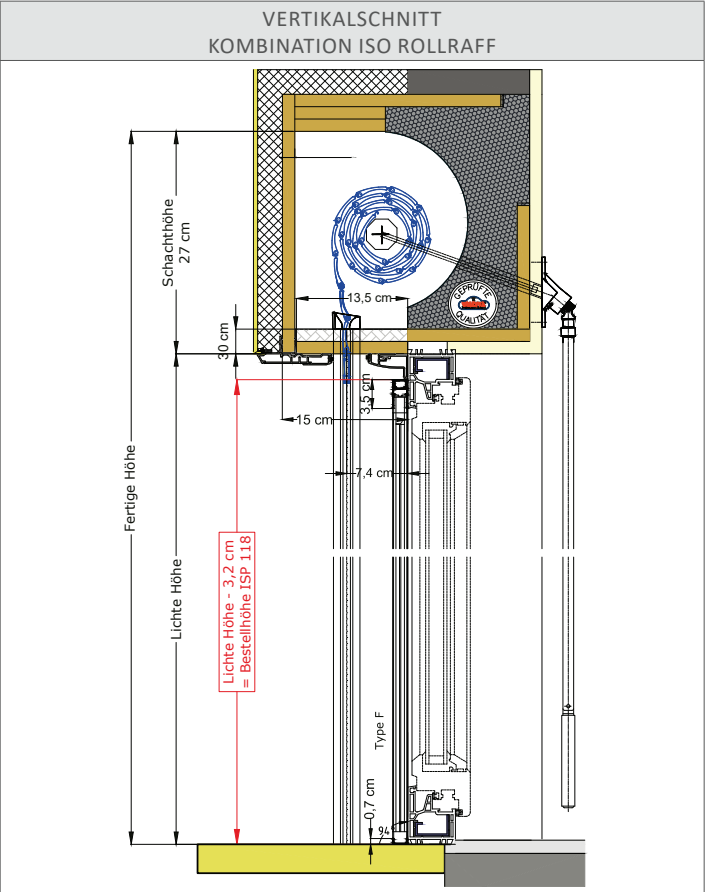 VERTIKALSCHNITT
KOMBINATION ISO ROLLRAFF
Schachthöhe
27 cm
13,5 cm
GEPRÜFTE
QUALITÄT
30 cm
3,5 cm
15 cm
7,4 cm
Fertige Höhe
Lichte Höhe
Lichte Höhe - 3,2 cm
= Bestellhöhe ISP 118
Type F
0,7 cm
94°